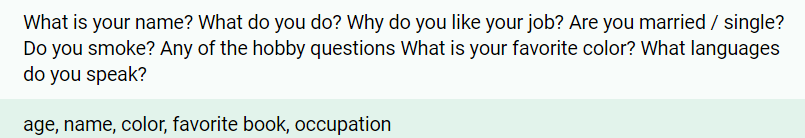 What is your name? What do you do? Why do you like your job? Are you married / single?
Do you smoke? Any of the hobby questions What is your favorite color? What languages
do you speak?
age, name, color, favorite book, occupation